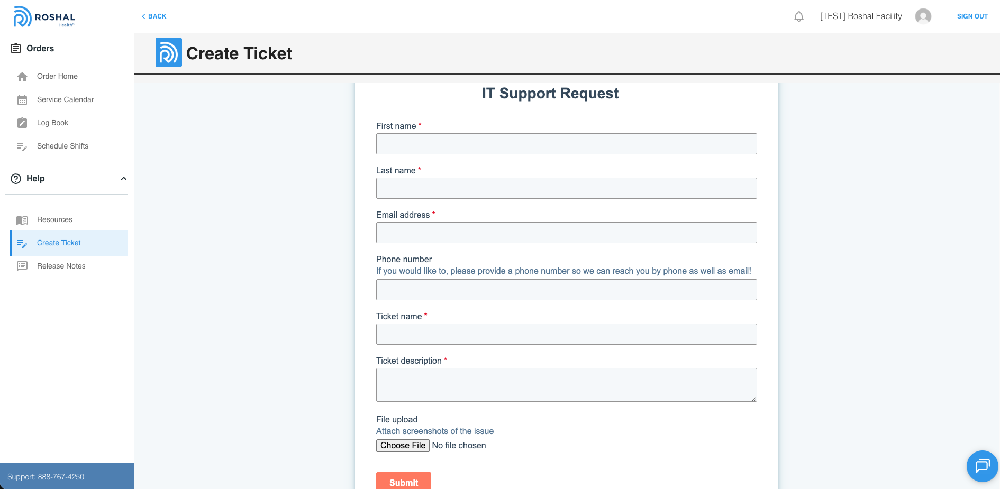 ROSHAL
Health™
BACK
[TEST] Roshal Facility
SIGN OUT
Orders
Order Home
Service Calendar
Log Book
Schedule Shifts
Help
Resources
Create Ticket
Release Notes
Support: 888-767-4250
Create Ticket
IT Support Request
First name *
Last name *
Email address *
Phone number
If you would like to, please provide a phone number so we can reach you by phone as well as email!
Ticket name *
Ticket description *
File upload
Attach screenshots of the issue
Choose File No file chosen
Submit